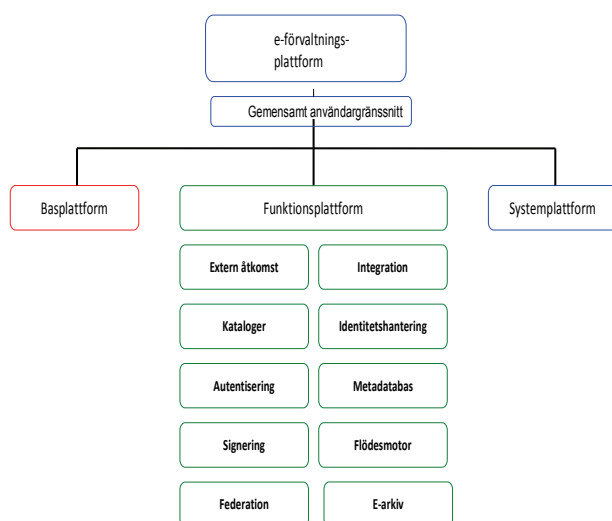 e-förvaltnings-
plattform
Gemensamt användargränssnitt
Basplattform
Funktionsplattform
Systemplattform
Extern åtkomst
Integration
Kataloger
Identitetshantering
Autentisering
Metadatabas
Signering
Flödesmotor
Federation
E-arkiv